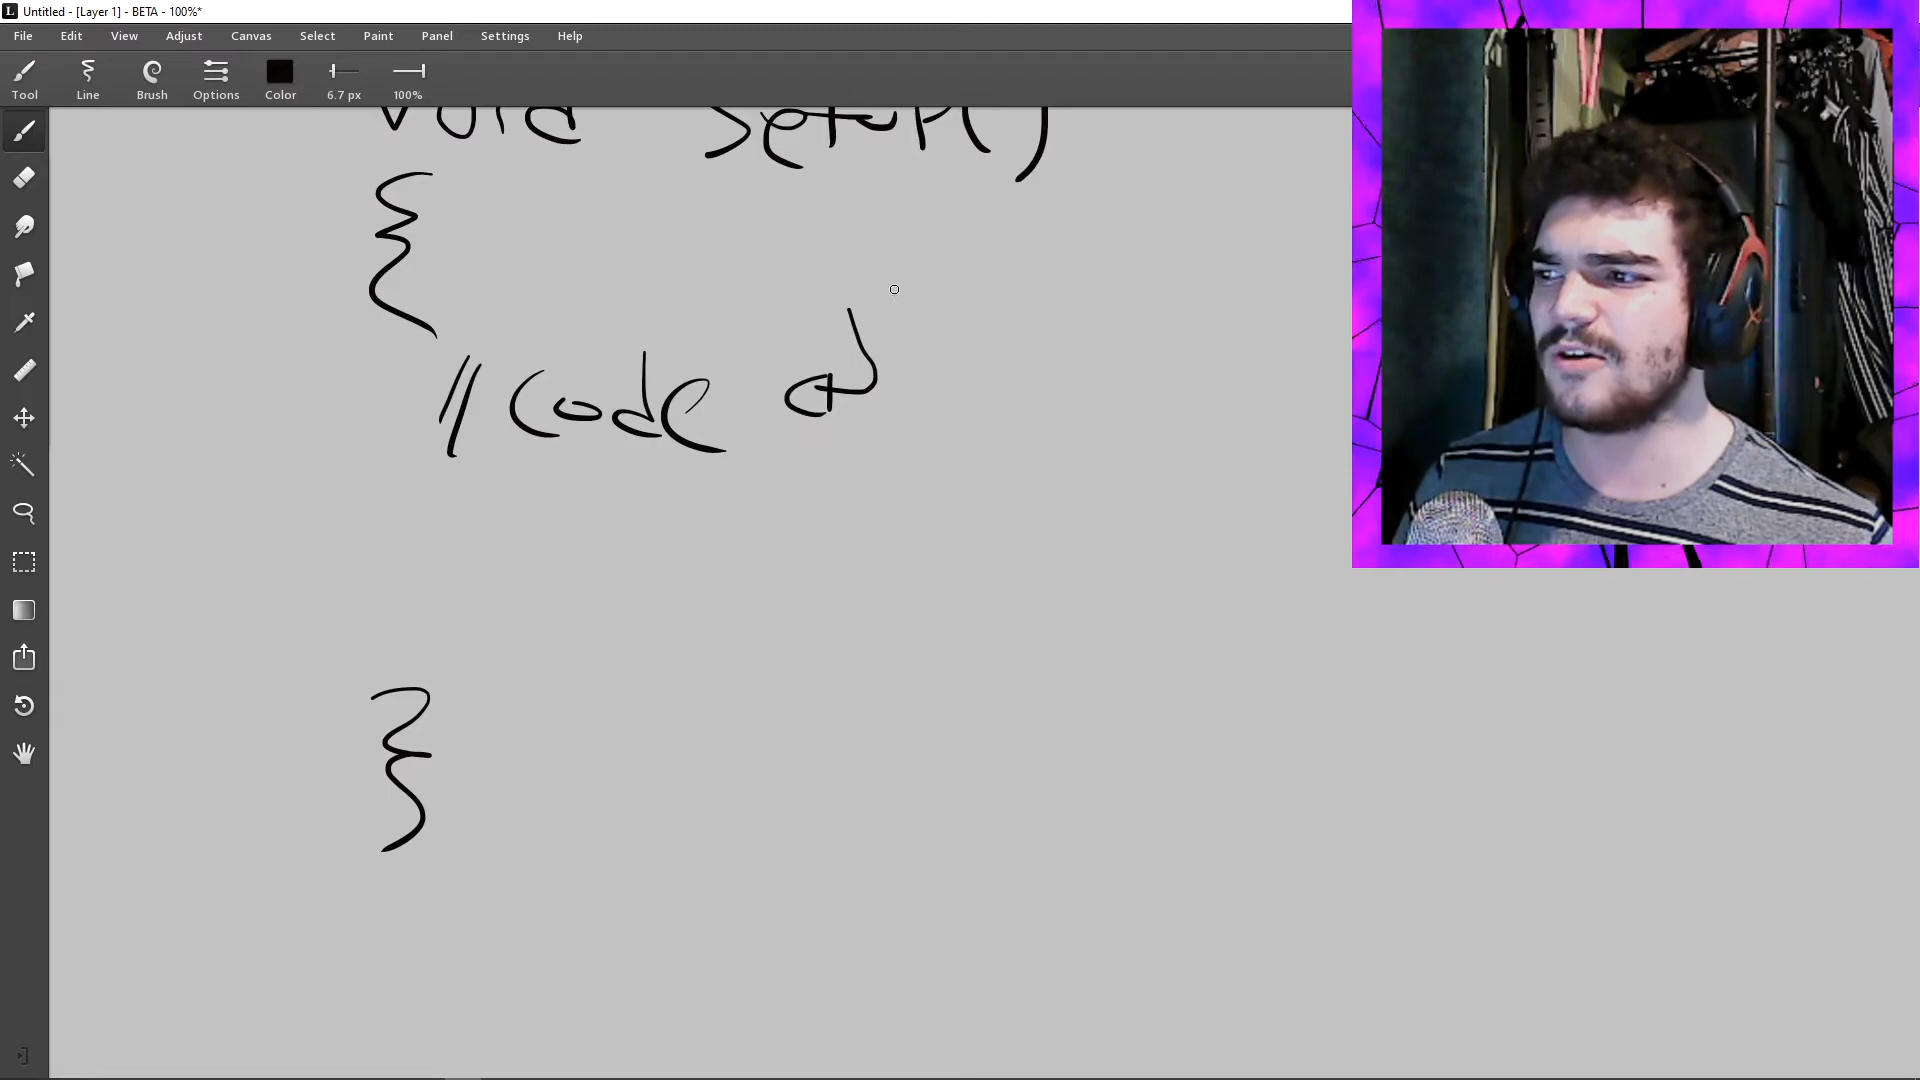 L Untitled - [Layer 1] - BETA - 100%*
File Edit View Adjust Canvas Select Paint Panel Settings Help
Tool Line Brush Options Color 6.7 px 100%
void Setup()
{
// Code
}